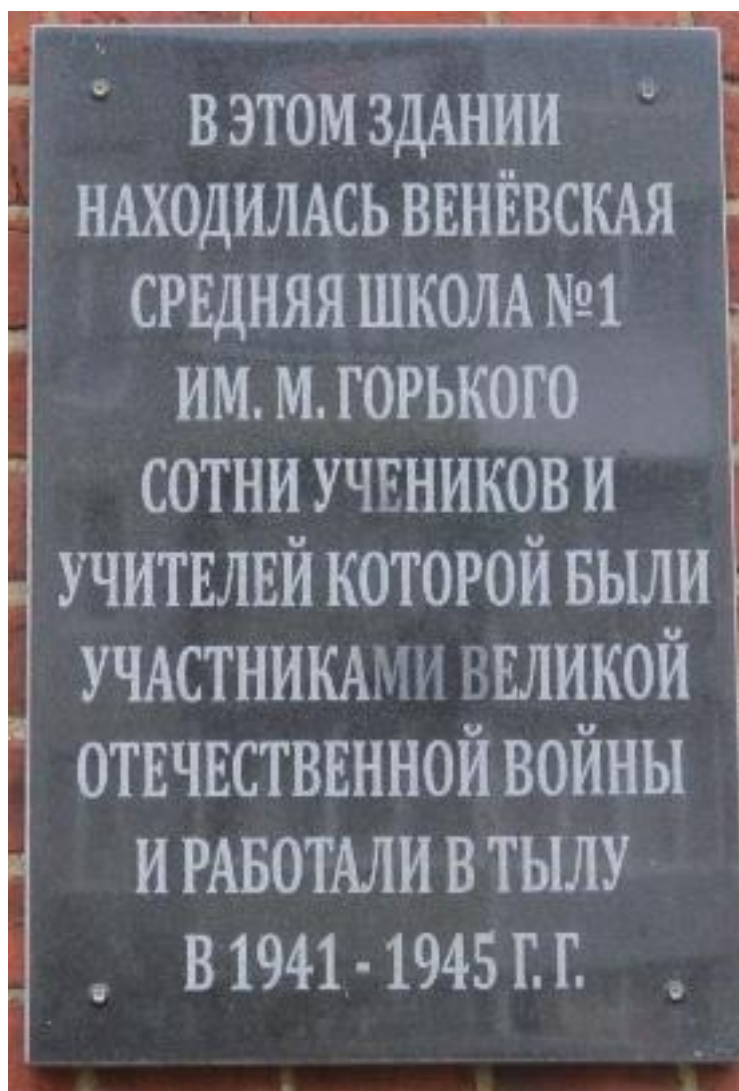 В ЭТОМ ЗДАНИИ
НАХОДИЛАСЬ ВЕНЁВСКАЯ
СРЕДНЯЯ ШКОЛА №1
ИМ. М. ГОРЬКОГО
СОТНИ УЧЕНИКОВ И
УЧИТЕЛЕЙ КОТОРОЙ БЫЛИ
УЧАСТНИКАМИ ВЕЛИКОЙ
ОТЕЧЕСТВЕННОЙ ВОЙНЫ
И РАБОТАЛИ В ТЫЛУ
В 1941 - 1945 Г. Г.